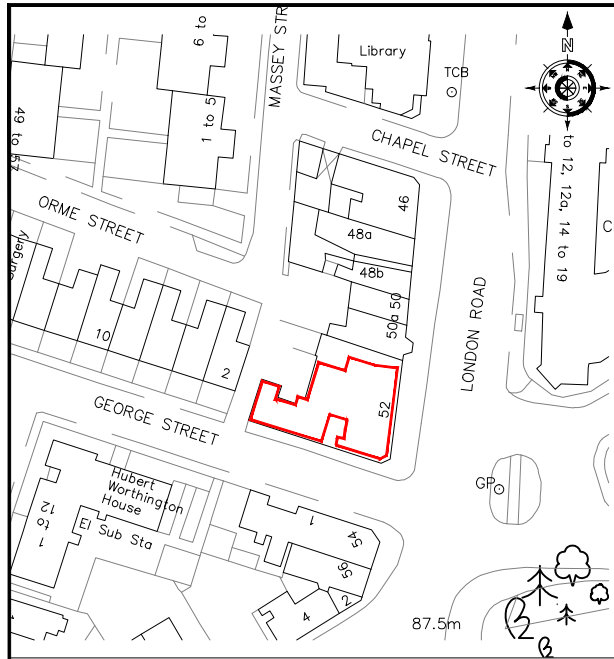 6 to
MASSEY STR
Library
TCB
N
49 to 57
1 to 5
CHAPEL STREET
to 12, 12a, 14 to 19
C
46
ORME STREET
48a
48b
Surgery
50
50a
LONDON ROAD
10
2
52
GEORGE STREET
Hubert
Worthington
House
1 to
12
El Sub Sta
GP
1
54
56
2
4
87.5m